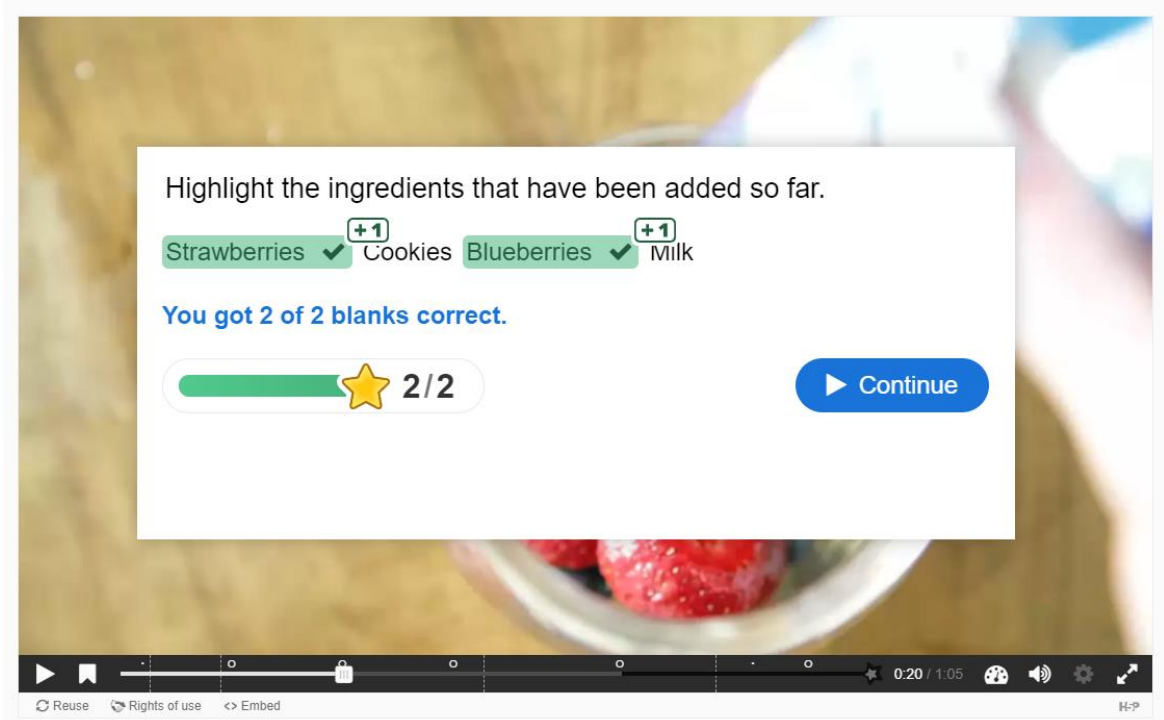 Highlight the ingredients that have been added so far.
+1 +1
Strawberries ✔ Cookies Blueberries ✔ Milk
You got 2 of 2 blanks correct.
2/2 Continue
0:20 / 1:05
Reuse Rights of use <> Embed H-P